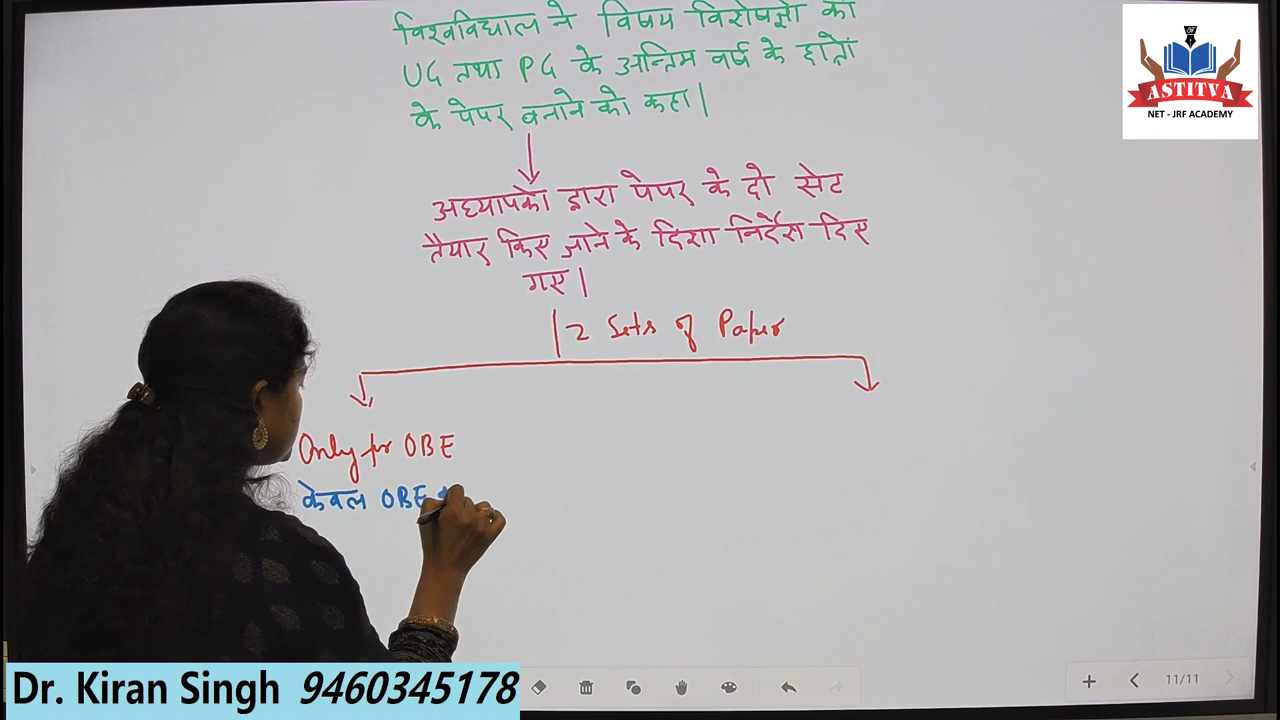 विश्वविद्यालय ने विषय विशेषज्ञो को
UG तथा PG के अन्तिम वर्ष के छात्रों
के पेपर बनाने को कहा|
अध्यापको द्वारा पेपर के दो सेट
तैयार किए जाने के दिशा निर्देश दिए
गए|
2 Sets of Paper
Only for OBE
केवल OBE
ASTITVA
NET - JRF ACADEMY
Dr. Kiran Singh 9460345178
11/11